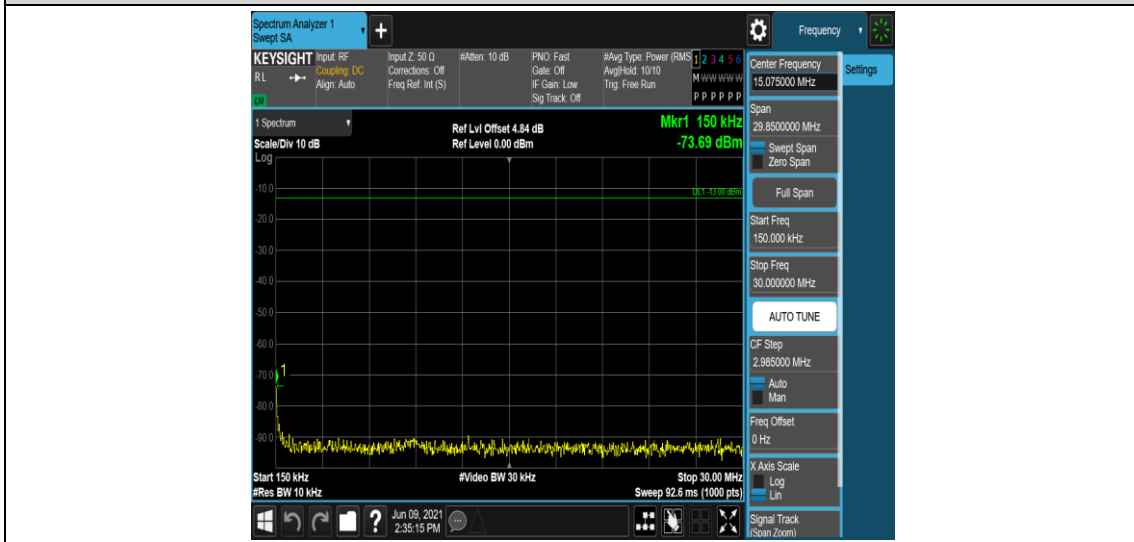 Spectrum Analyzer 1
Swept SA
+
Frequency
KEYSIGHT
RL
LXI
Input: RF
Coupling: DC
Align: Auto
Input Z: 50 Ω
Corrections: Off
Freq Ref: Int (S)
#Atten: 10 dB
PNO: Fast
Gate: Off
IF Gain: Low
Sig Track: Off
#Avg Type: Power (RMS
Avg|Hold: 10/10
Trig: Free Run
1 2 3 4 5 6
M W W W W W
P P P P P P
1 Spectrum
Scale/Div 10 dB
Log
Ref Lvl Offset 4.84 dB
Ref Level 0.00 dBm
Mkr1 150 kHz
-73.69 dBm
DL1 -13.00 dBm
-10.0
-20.0
-30.0
-40.0
-50.0
-60.0
-70.0
1
-80.0
-90.0
Start 150 kHz
#Video BW 30 kHz
Stop 30.00 MHz
#Res BW 10 kHz
Sweep 92.6 ms (1000 pts)
?
Jun 09, 2021
2:35:15 PM
Center Frequency
15.075000 MHz
Settings
Span
29.8500000 MHz
Swept Span
Zero Span
Full Span
Start Freq
150.000 kHz
Stop Freq
30.000000 MHz
AUTO TUNE
CF Step
2.985000 MHz
Auto
Man
Freq Offset
0 Hz
X Axis Scale
Log
Lin
Signal Track
(Span Zoom)